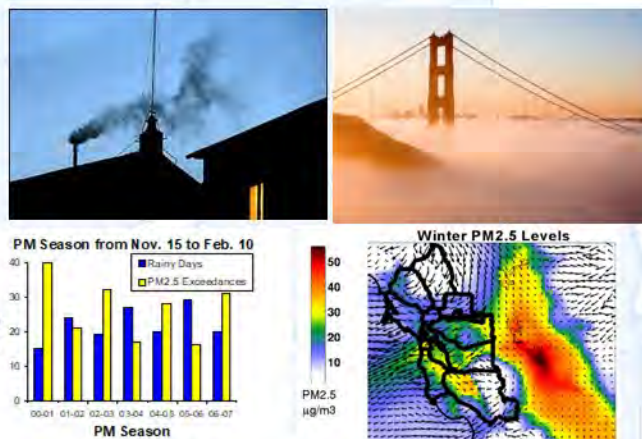 PM Season from Nov. 15 to Feb. 10
Rainy Days
PM2.5 Exceedances
40
30
20
10
0
00-01 01-02 02-03 03-04 04-05 05-06 06-07
PM Season
Winter PM2.5 Levels
50
40
30
20
10
PM2.5
µg/m3